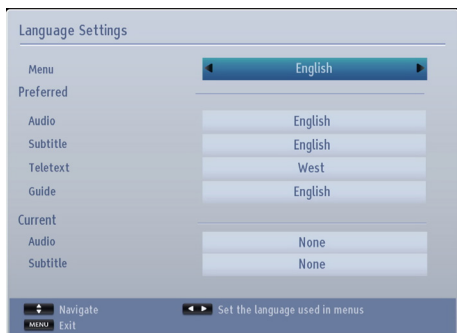 Language Settings
Menu English
Preferred
Audio English
Subtitle English
Teletext West
Guide English
Current
Audio None
Subtitle None
Navigate Set the language used in menus
MENU Exit